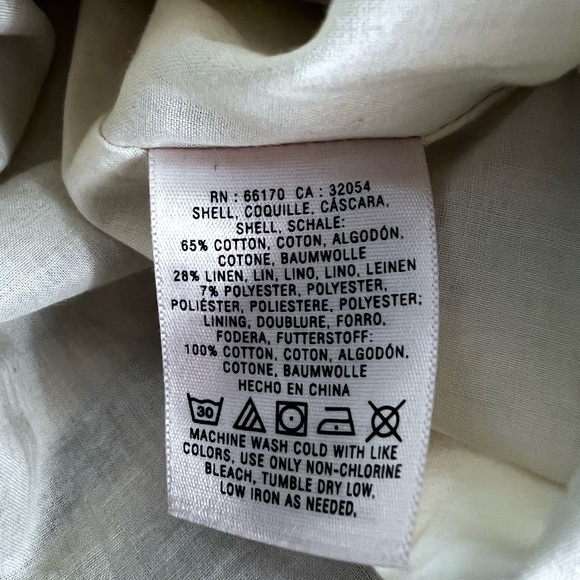 RN : 66170 CA : 32054
SHELL, COQUILLE, CÁSCARA,
SHELL, SCHALE:
65% COTTON, COTON, ALGODÓN,
COTONE, BAUMWOLLE
28% LINEN, LIN, LINO, LINO, LEINEN
7% POLYESTER, POLYESTER,
POLIÉSTER, POLIESTERE, POLYESTER;
LINING, DOUBLURE, FORRO,
FODERA, FUTTERSTOFF:
100% COTTON, COTON, ALGODÓN,
COTONE, BAUMWOLLE
HECHO EN CHINA
30
MACHINE WASH COLD WITH LIKE
COLORS, USE ONLY NON-CHLORINE
BLEACH, TUMBLE DRY LOW,
LOW IRON AS NEEDED,